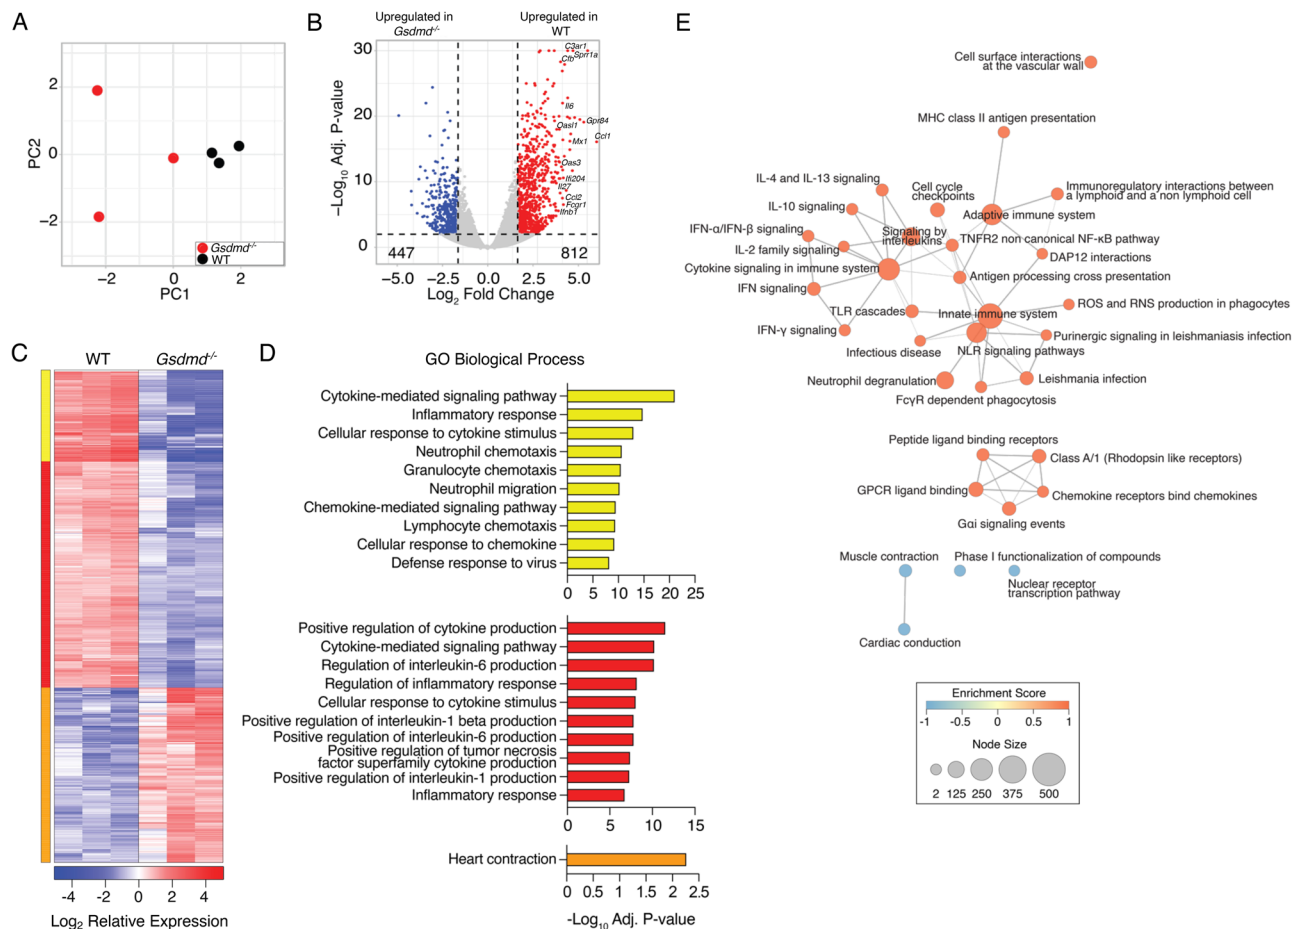 A
PC2
2
0
−2
−2
0
2
PC1
Gsdmd-/-
WT
B
Upregulated in
Gsdmd-/-
Upregulated in
WT
−Log10 Adj. P-value
30
20
10
0
C3ar1
Sprr1a
Cfb
Il6
Gpr84
Oasl1
Ccl1
Mx1
Oas3
Ifi204
Il27
Ccl2
Fcgr1
Ifnb1
447
812
−5.0
−2.5
0.0
2.5
5.0
Log2 Fold Change
C
WT
Gsdmd-/-
-4
-2
0
2
4
Log2 Relative Expression
D
GO Biological Process
Cytokine-mediated signaling pathway
Inflammatory response
Cellular response to cytokine stimulus
Neutrophil chemotaxis
Granulocyte chemotaxis
Neutrophil migration
Chemokine-mediated signaling pathway
Lymphocyte chemotaxis
Cellular response to chemokine
Defense response to virus
0
5
10
15
20
25
Positive regulation of cytokine production
Cytokine-mediated signaling pathway
Regulation of interleukin-6 production
Regulation of inflammatory response
Cellular response to cytokine stimulus
Positive regulation of interleukin-1 beta production
Positive regulation of interleukin-6 production
Positive regulation of tumor necrosis
factor superfamily cytokine production
Positive regulation of interleukin-1 production
Inflammatory response
0
5
10
15
Heart contraction
0
0.5
1
1.5
2
2.5
-Log10 Adj. P-value
E
Cell surface interactions
at the vascular wall
MHC class II antigen presentation
IL-4 and IL-13 signaling
Cell cycle
checkpoints
Immunoregulatory interactions between
a lymphoid and a non lymphoid cell
IL-10 signaling
Adaptive immune system
IFN-α/IFN-β signaling
Signaling by
interleukins
TNFR2 non canonical NF-κB pathway
IL-2 family signaling
DAP12 interactions
Cytokine signaling in immune system
Antigen processing cross presentation
IFN signaling
ROS and RNS production in phagocytes
TLR cascades
Innate immune system
IFN-γ signaling
Purinergic signaling in leishmaniasis infection
Infectious disease
NLR signaling pathways
Neutrophil degranulation
Leishmania infection
FcγR dependent phagocytosis
Peptide ligand binding receptors
Class A/1 (Rhodopsin like receptors)
GPCR ligand binding
Chemokine receptors bind chemokines
Gαi signaling events
Muscle contraction
Phase I functionalization of compounds
Nuclear receptor
transcription pathway
Cardiac conduction
Enrichment Score
-1
-0.5
0
0.5
1
Node Size
2
125
250
375
500